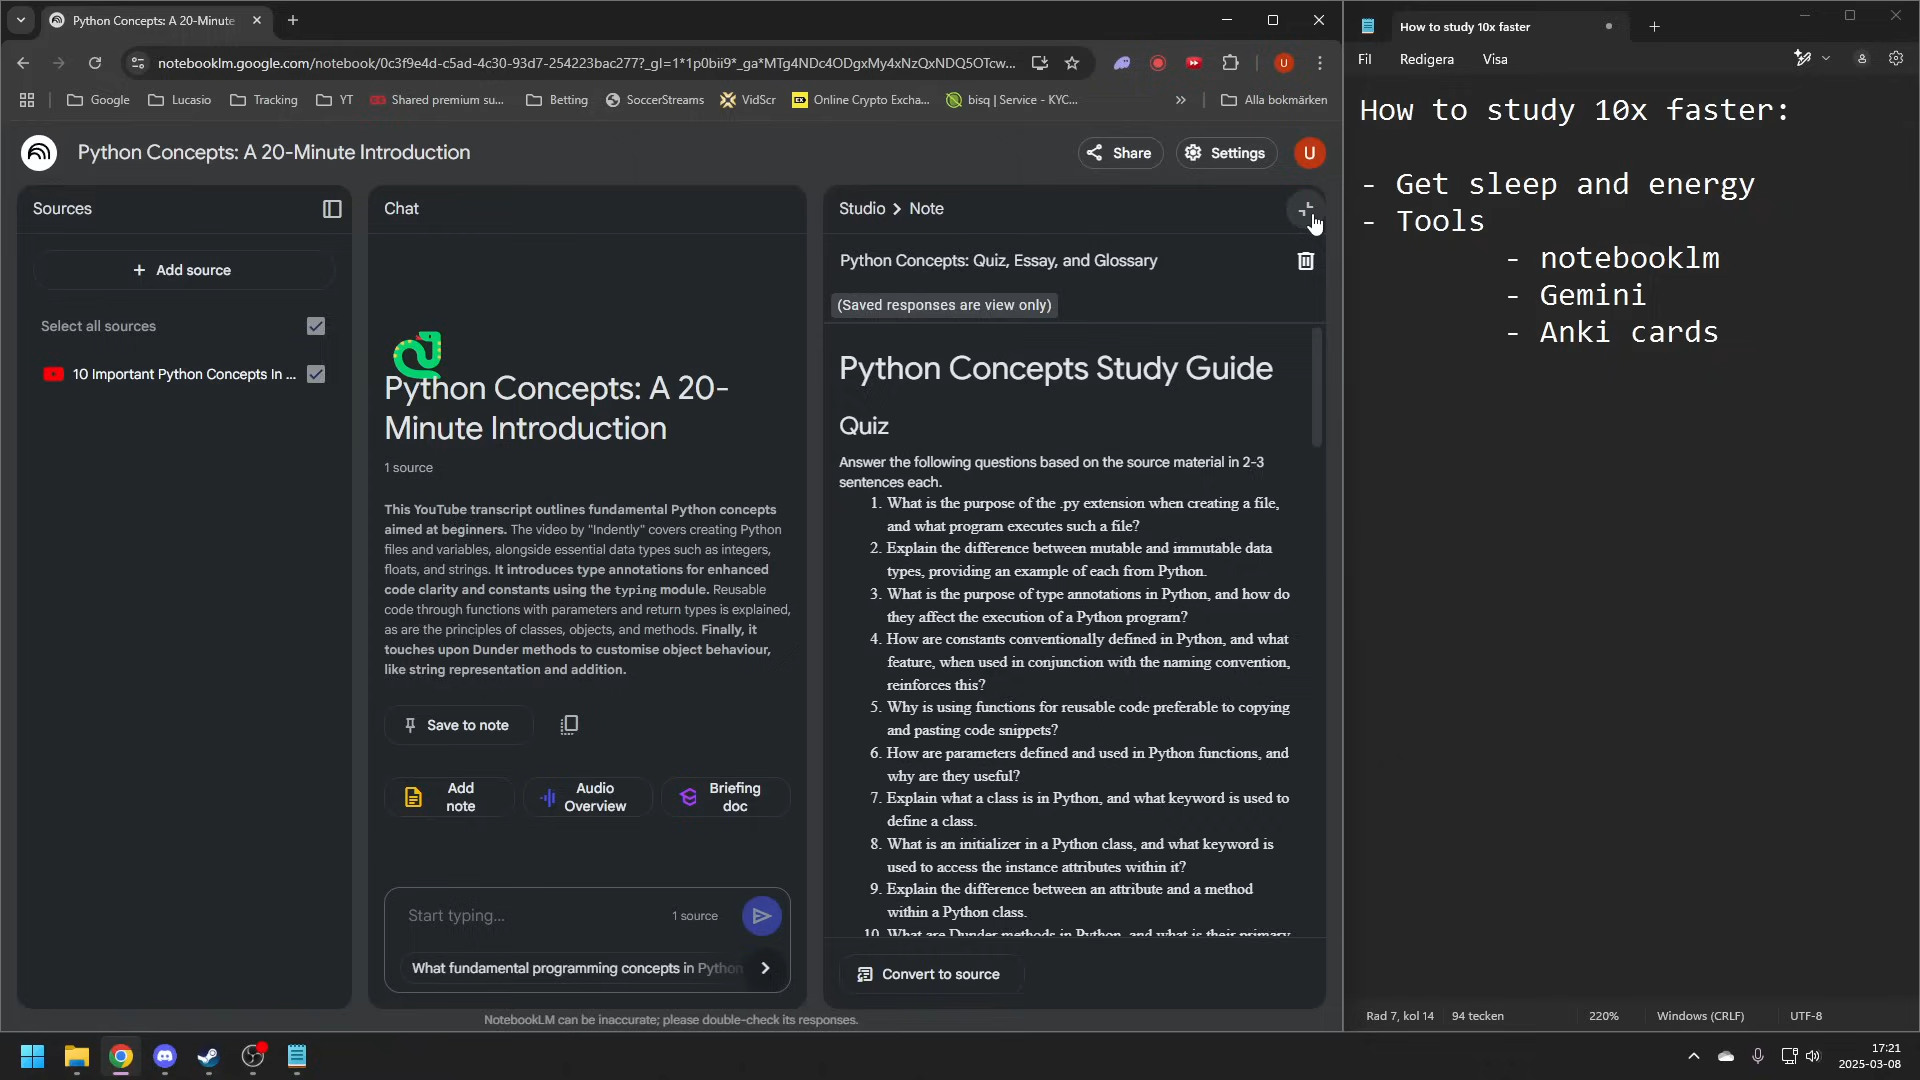 Python Concepts: A 20-Minute
notebooklm.google.com/notebook/0c3f9e4d-c5ad-4c30-93d7-254223bac277?_gl=1*1p0bii9*_ga*MTg4NDc4ODgxMy4xNzQxNDQ5OTcw...
U
Google
Lucasio
Tracking
YT
Shared premium su...
Betting
SoccerStreams
VidScr
Online Crypto Excha...
bisq | Service - KYC...
Alla bokmärken
Python Concepts: A 20-Minute Introduction
Share
Settings
U
Sources
Add source
Select all sources
10 Important Python Concepts In ...
Chat
Python Concepts: A 20-
Minute Introduction
1 source
This YouTube transcript outlines fundamental Python concepts
aimed at beginners. The video by "Indently" covers creating Python
files and variables, alongside essential data types such as integers,
floats, and strings. It introduces type annotations for enhanced
code clarity and constants using the typing module. Reusable
code through functions with parameters and return types is explained,
as are the principles of classes, objects, and methods. Finally, it
touches upon Dunder methods to customise object behaviour,
like string representation and addition.
Save to note
Add
note
Audio
Overview
Briefing
doc
Start typing...
1 source
What fundamental programming concepts in Python
NotebookLM can be inaccurate; please double-check its responses.
Studio > Note
Python Concepts: Quiz, Essay, and Glossary
(Saved responses are view only)
Python Concepts Study Guide
Quiz
Answer the following questions based on the source material in 2-3
sentences each.
1. What is the purpose of the .py extension when creating a file,
and what program executes such a file?
2. Explain the difference between mutable and immutable data
types, providing an example of each from Python.
3. What is the purpose of type annotations in Python, and how do
they affect the execution of a Python program?
4. How are constants conventionally defined in Python, and what
feature, when used in conjunction with the naming convention,
reinforces this?
5. Why is using functions for reusable code preferable to copying
and pasting code snippets?
6. How are parameters defined and used in Python functions, and
why are they useful?
7. Explain what a class is in Python, and what keyword is used to
define a class.
8. What is an initializer in a Python class, and what keyword is
used to access the instance attributes within it?
9. Explain the difference between an attribute and a method
within a Python class.
10. What are Dunder methods in Python, and what is their primary
Convert to source
How to study 10x faster
Fil
Redigera
Visa
How to study 10x faster:
- Get sleep and energy
- Tools
- notebooklm
- Gemini
- Anki cards
Rad 7, kol 14
94 tecken
220%
Windows (CRLF)
UTF-8
17:21
2025-03-08